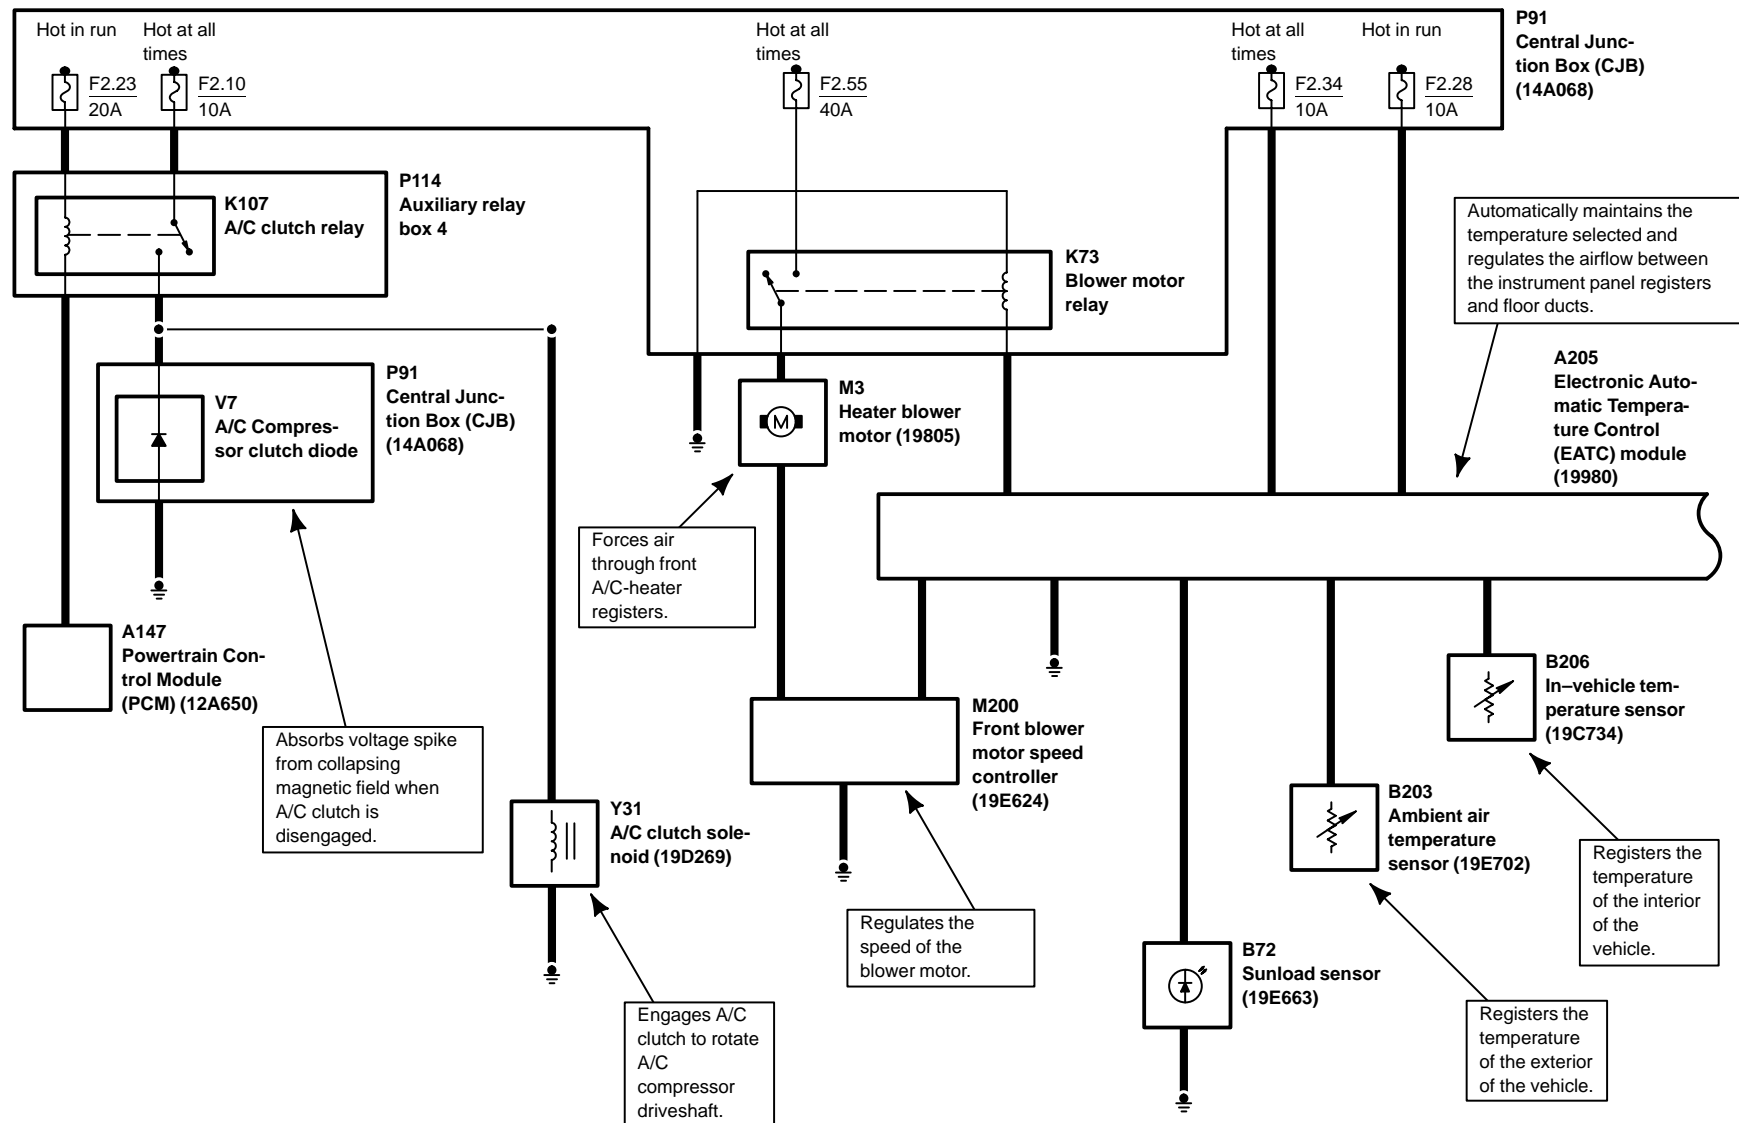 Hot in run
Hot at all
times
Hot at all
times
Hot at all
times
Hot in run
P91
Central Junc-
tion Box (CJB)
(14A068)
F2.23
20A
F2.10
10A
F2.55
40A
F2.34
10A
F2.28
10A
P114
Auxiliary relay
box 4
K107
A/C clutch relay
K73
Blower motor
relay
Automatically maintains the
temperature selected and
regulates the airflow between
the instrument panel registers
and floor ducts.
P91
Central Junc-
tion Box (CJB)
(14A068)
V7
A/C Compres-
sor clutch diode
M3
Heater blower
motor (19805)
M
A205
Electronic Auto-
matic Tempera-
ture Control
(EATC) module
(19980)
Forces air
through front
A/C-heater
registers.
A147
Powertrain Con-
trol Module
(PCM) (12A650)
Absorbs voltage spike
from collapsing
magnetic field when
A/C clutch is
disengaged.
M200
Front blower
motor speed
controller
(19E624)
B206
In–vehicle tem-
perature sensor
(19C734)
Y31
A/C clutch sole-
noid (19D269)
B203
Ambient air
temperature
sensor (19E702)
Registers the
temperature
of the interior
of the
vehicle.
Regulates the
speed of the
blower motor.
B72
Sunload sensor
(19E663)
Engages A/C
clutch to rotate
A/C
compressor
driveshaft.
Registers the
temperature
of the exterior
of the vehicle.